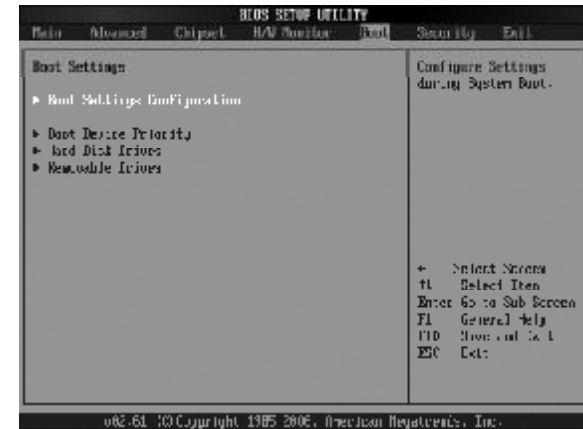 BIOS SETUP UTILITY
Main Advanced Chipset H/W Monitor Boot Security Exit
Boot Settings
Configure Settings
during System Boot.
► Boot Settings Configuration
► Boot Device Priority
► Hard Disk Drives
► Removable Drives
Select Screen
↑↓ Select Item
Enter Go to Sub Screen
F1 General Help
F10 Save and Exit
ESC Exit
v02.61 (C) Copyright 1985-2006, American Megatrends, Inc.